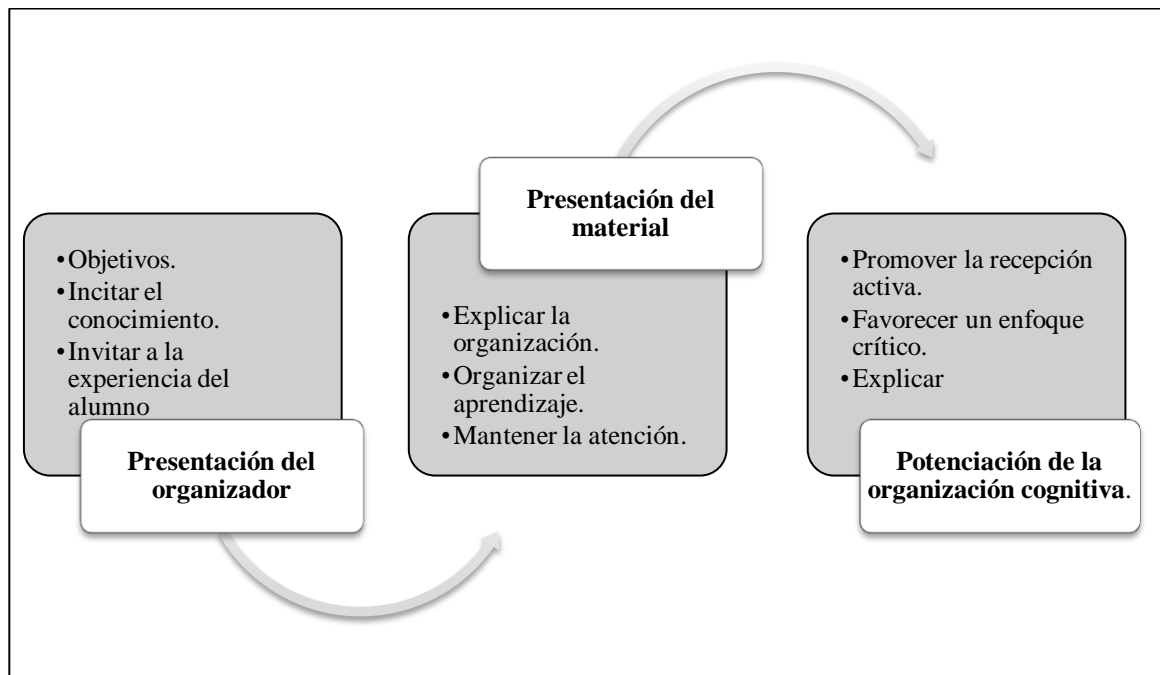 •Objetivos.
•Incitar el
conocimiento.
•Invitar a la
experiencia del
alumno
Presentación del
organizador
Presentación del
material
•Explicar la
organización.
•Organizar el
aprendizaje.
•Mantener la atención.
•Promover la recepción
activa.
•Favorecer un enfoque
crítico.
•Explicar
Potenciación de la
organización cognitiva.